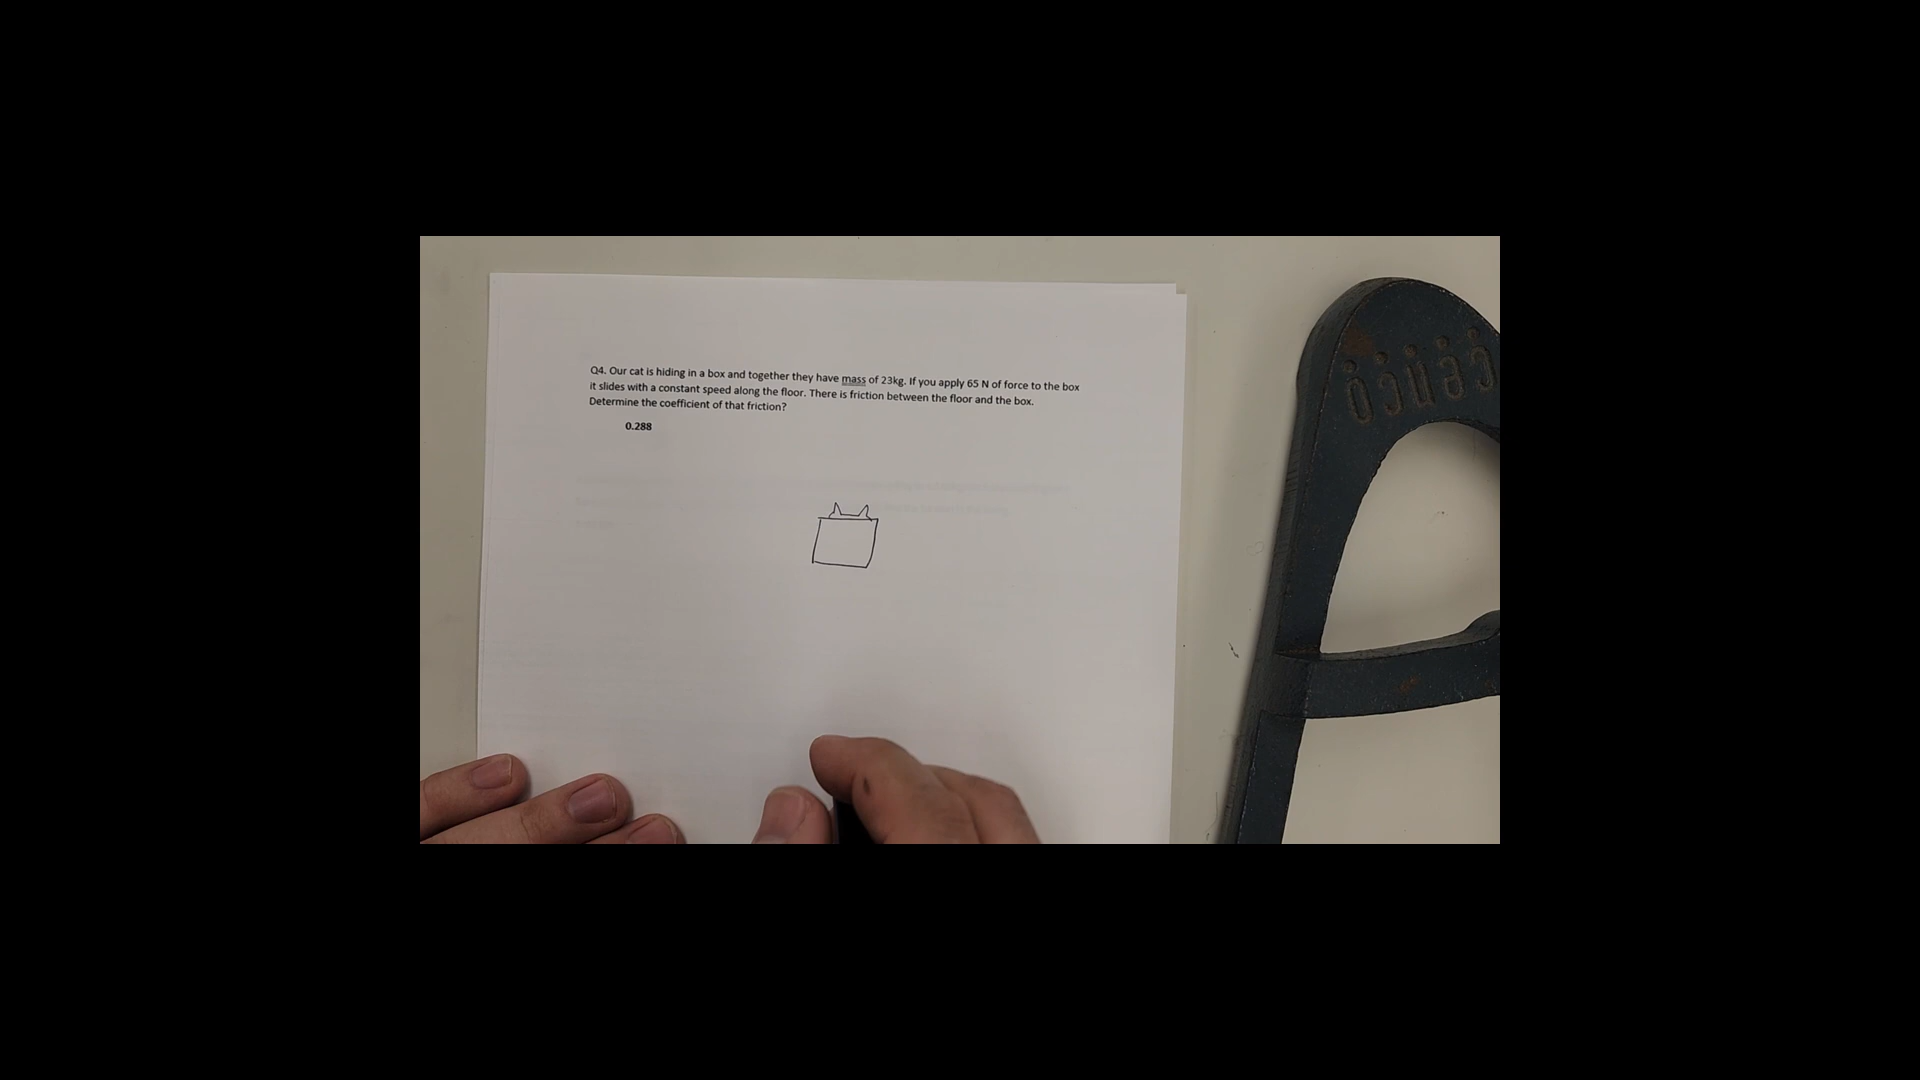 Q4. Our cat is hiding in a box and together they have mass of 23kg. If you apply 65 N of force to the box
it slides with a constant speed along the floor. There is friction between the floor and the box.
Determine the coefficient of that friction?
0.288